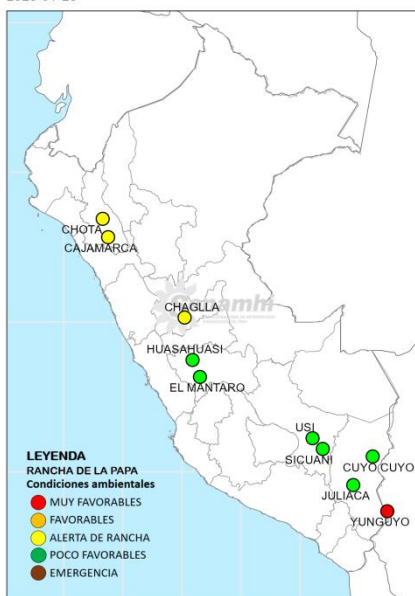 CHOTA
CAJAMARCA
CHAGLLA
HUASAHUASI
EL MANTARO
USI
SICUANI
CUYO CUYO
JULIACA
YUNGUYO
LEYENDA
RANCHA DE LA PAPA
Condiciones ambientales
MUY FAVORABLES
FAVORABLES
ALERTA DE RANCHA
POCO FAVORABLES
EMERGENCIA